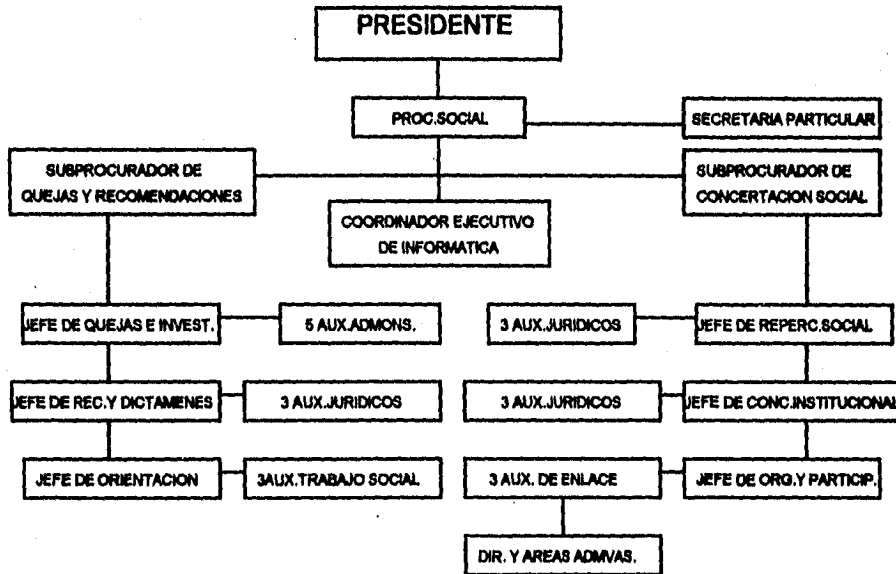 PRESIDENTE
PROC.SOCIAL
SECRETARIA PARTICULAR
SUBPROCURADOR DE
QUEJAS Y RECOMENDACIONES
SUBPROCURADOR DE
CONCERTACION SOCIAL
COORDINADOR EJECUTIVO
DE INFORMATICA
JEFE DE QUEJAS E INVEST.
5 AUX.ADMONS.
3 AUX.JURIDICOS
JEFE DE REPERC.SOCIAL
JEFE DE REC.Y DICTAMENES
3 AUX.JURIDICOS
3 AUX.JURIDICOS
JEFE DE CONC.INSTITUCIONAL
JEFE DE ORIENTACION
3AUX.TRABAJO SOCIAL
3 AUX. DE ENLACE
JEFE DE ORG.Y PARTICIP.
DIR. Y AREAS ADMVAS.